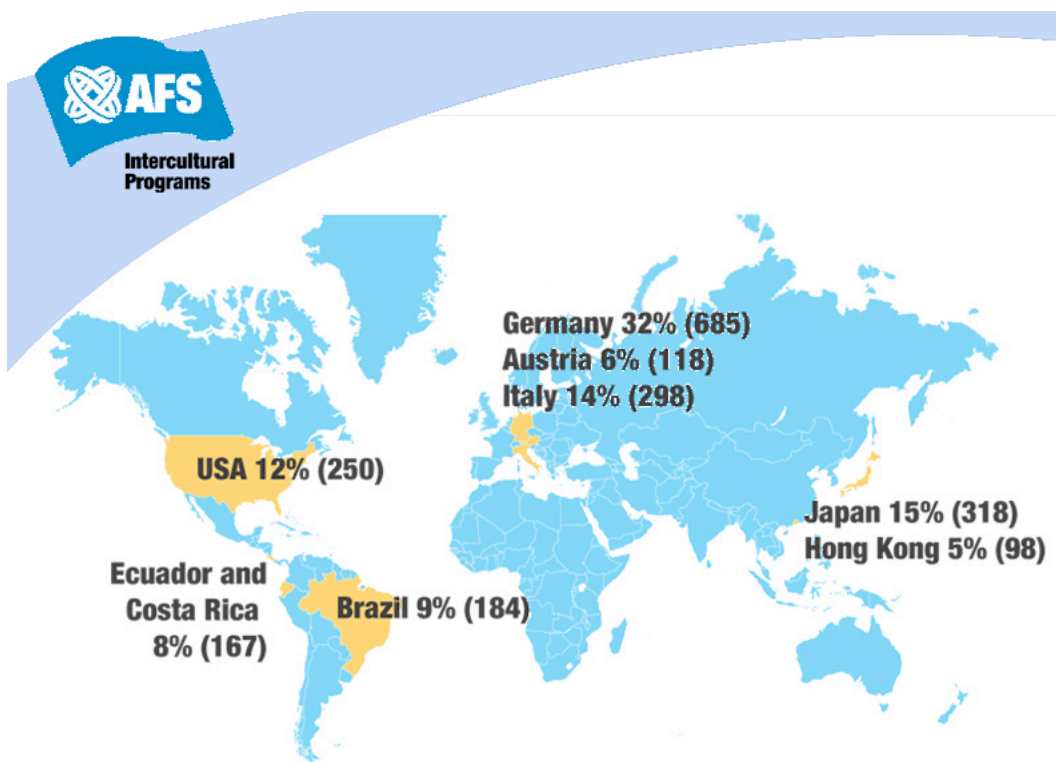 AFS
Intercultural
Programs
Germany 32% (685)
Austria 6% (118)
Italy 14% (298)
USA 12% (250)
Japan 15% (318)
Hong Kong 5% (98)
Ecuador and
Costa Rica
8% (167)
Brazil 9% (184)